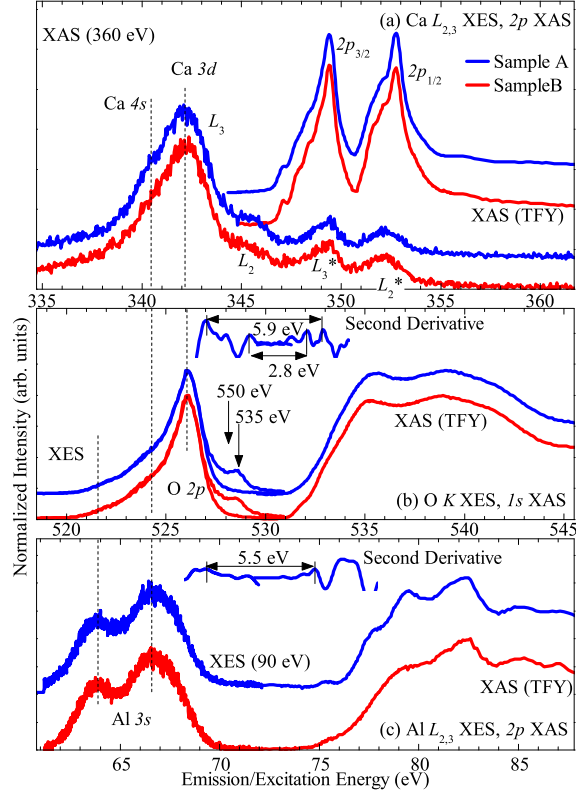 XAS (360 eV)
(a) Ca L2,3 XES, 2p XAS
2p3/2
2p1/2
Sample A
SampleB
Ca 3d
Ca 4s
L3
XAS (TFY)
L2
L3*
L2*
335 340 345 350 355 360
Second Derivative
5.9 eV
2.8 eV
550 eV
535 eV
XAS (TFY)
XES
O 2p
(b) O K XES, 1s XAS
520 525 530 535 540 545
Normalized Intensity (arb. units)
Second Derivative
5.5 eV
XES (90 eV)
XAS (TFY)
Al 3s
(c) Al L2,3 XES, 2p XAS
65 70 75 80 85
Emission/Excitation Energy (eV)